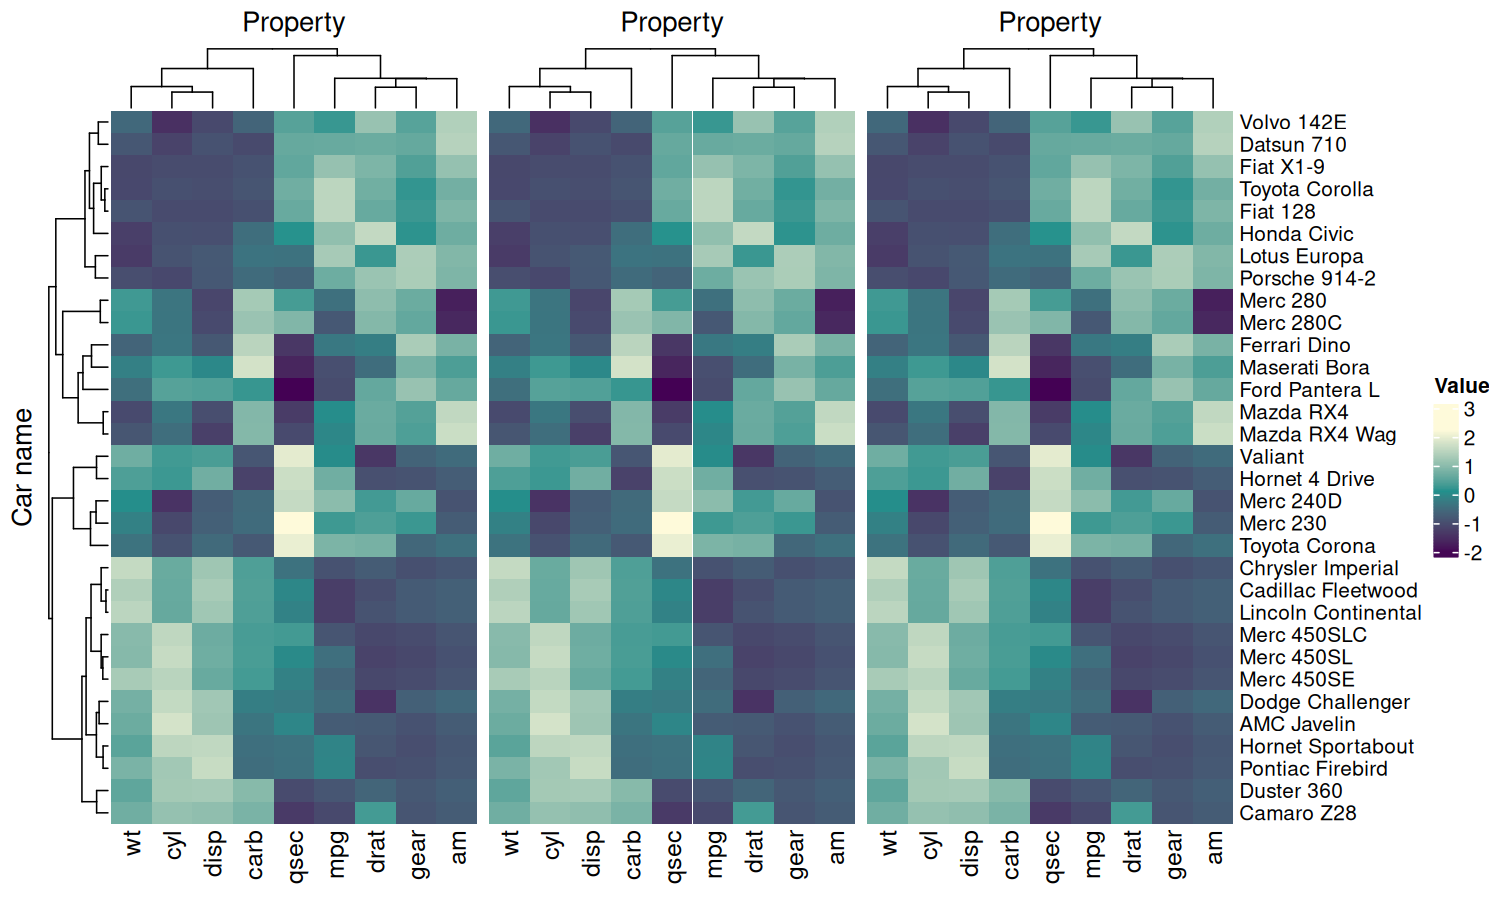 Property Property Property
Volvo 142E
Datsun 710
Fiat X1-9
Toyota Corolla
Fiat 128
Honda Civic
Lotus Europa
Porsche 914-2
Merc 280
Merc 280C
Ferrari Dino
Maserati Bora
Ford Pantera L
Mazda RX4
Mazda RX4 Wag
Valiant
Hornet 4 Drive
Merc 240D
Merc 230
Toyota Corona
Chrysler Imperial
Cadillac Fleetwood
Lincoln Continental
Merc 450SLC
Merc 450SL
Merc 450SE
Dodge Challenger
AMC Javelin
Hornet Sportabout
Pontiac Firebird
Duster 360
Camaro Z28
Car name
wt cyl disp carb qsec mpg drat gear am wt cyl disp carb qsec mpg drat gear am wt cyl disp carb qsec mpg drat gear am
Value
3
2
1
0
-1
-2